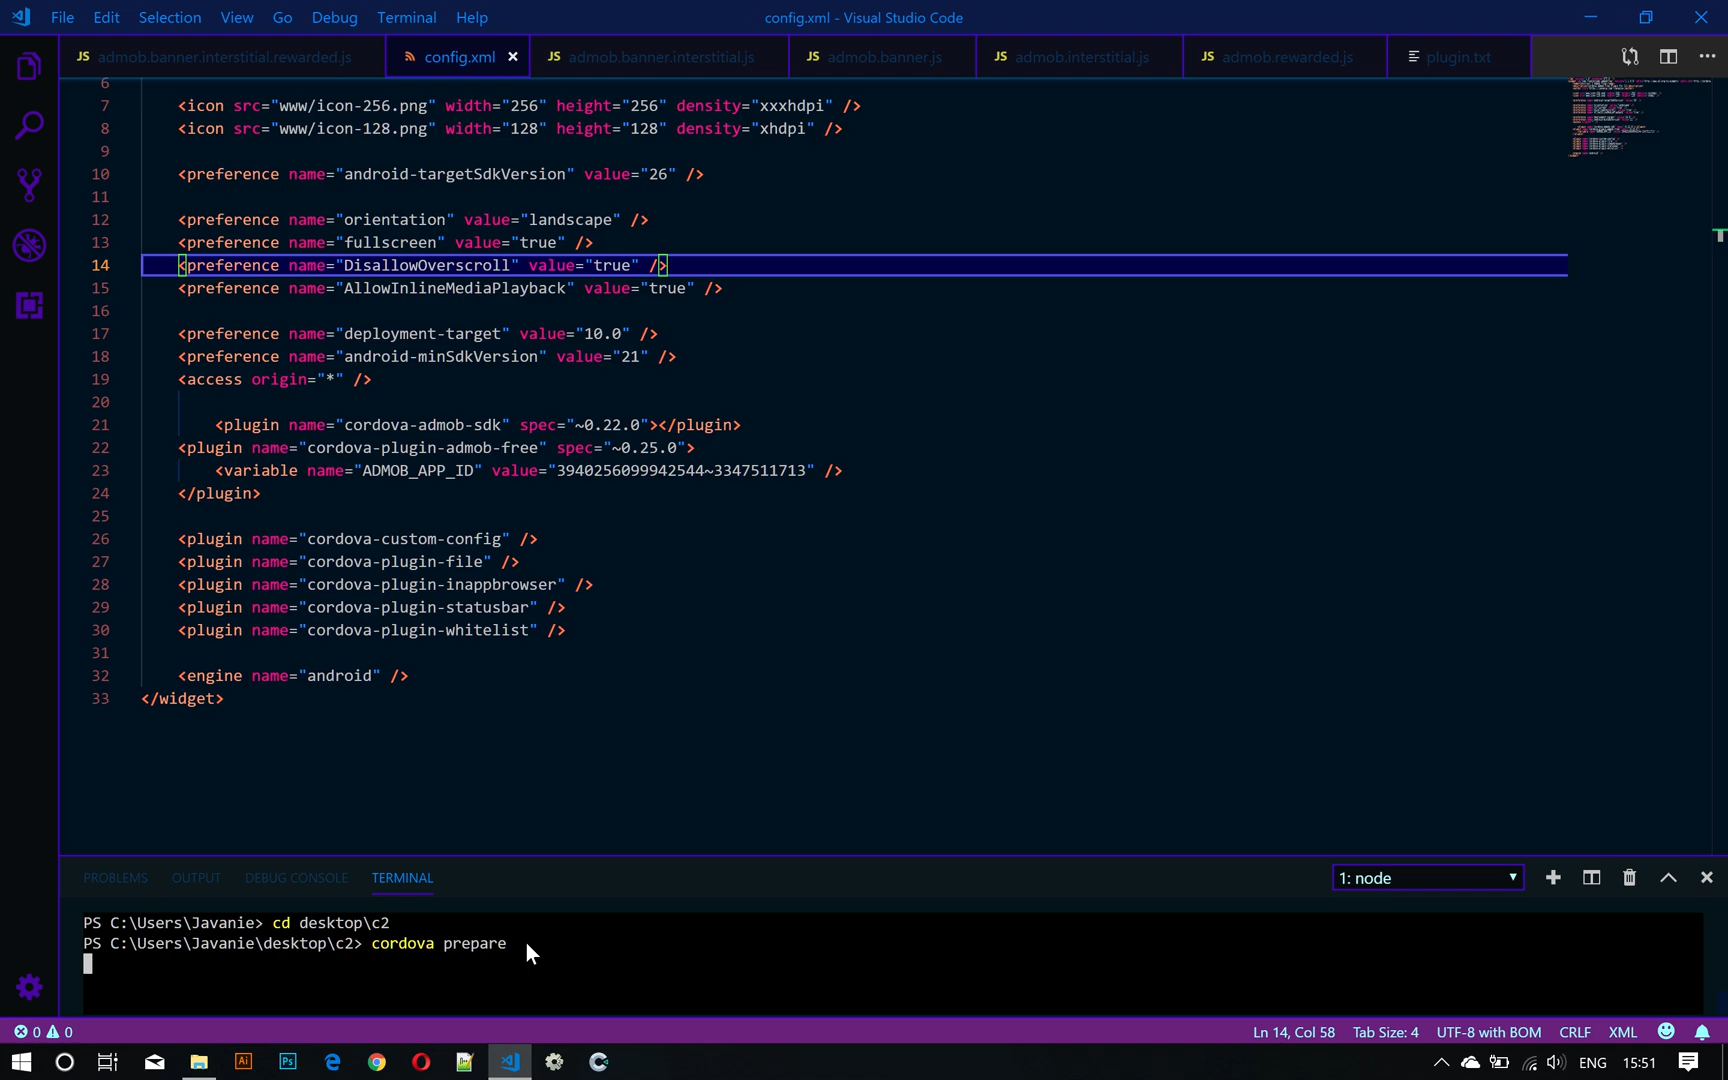 File Edit Selection View Go Debug Terminal Help config.xml - Visual Studio Code
JS admob.banner.interstitial.rewarded.js config.xml JS admob.banner.interstitial.js JS admob.banner.js JS admob.interstitial.js JS admob.rewarded.js plugin.txt
6
7 <icon src="www/icon-256.png" width="256" height="256" density="xxxhdpi" />
8 <icon src="www/icon-128.png" width="128" height="128" density="xhdpi" />
9
10 <preference name="android-targetSdkVersion" value="26" />
11
12 <preference name="orientation" value="landscape" />
13 <preference name="fullscreen" value="true" />
14 <preference name="DisallowOverscroll" value="true" />
15 <preference name="AllowInlineMediaPlayback" value="true" />
16
17 <preference name="deployment-target" value="10.0" />
18 <preference name="android-minSdkVersion" value="21" />
19 <access origin="*" />
20
21 <plugin name="cordova-admob-sdk" spec="~0.22.0"></plugin>
22 <plugin name="cordova-plugin-admob-free" spec="~0.25.0">
23 <variable name="ADMOB_APP_ID" value="3940256099942544~3347511713" />
24 </plugin>
25
26 <plugin name="cordova-custom-config" />
27 <plugin name="cordova-plugin-file" />
28 <plugin name="cordova-plugin-inappbrowser" />
29 <plugin name="cordova-plugin-statusbar" />
30 <plugin name="cordova-plugin-whitelist" />
31
32 <engine name="android" />
33 </widget>
PROBLEMS OUTPUT DEBUG CONSOLE TERMINAL 1: node
PS C:\Users\Javanie> cd desktop\c2
PS C:\Users\Javanie\desktop\c2> cordova prepare
0 0 Ln 14, Col 58 Tab Size: 4 UTF-8 with BOM CRLF XML
Ai Ps ENG 15:51